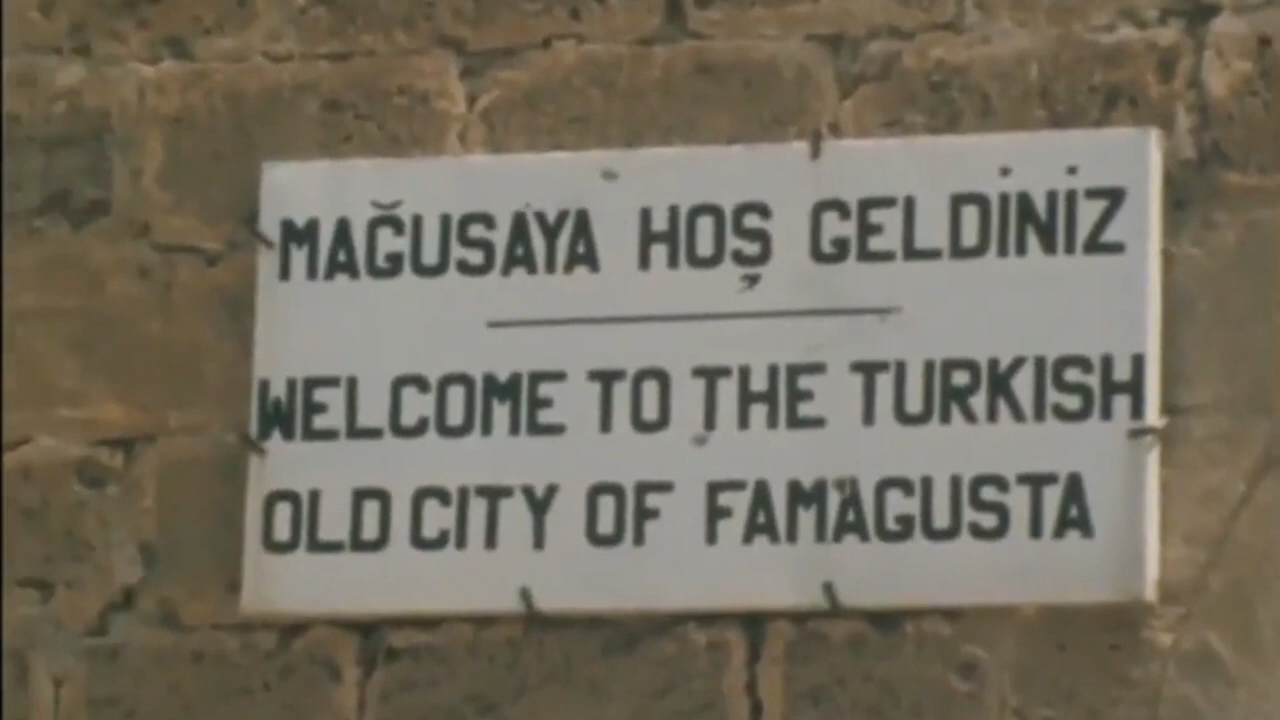 MAĞUSAYA HOŞ GELDİNİZ
WELCOME TO THE TURKISH
OLD CITY OF FAMAGUSTA